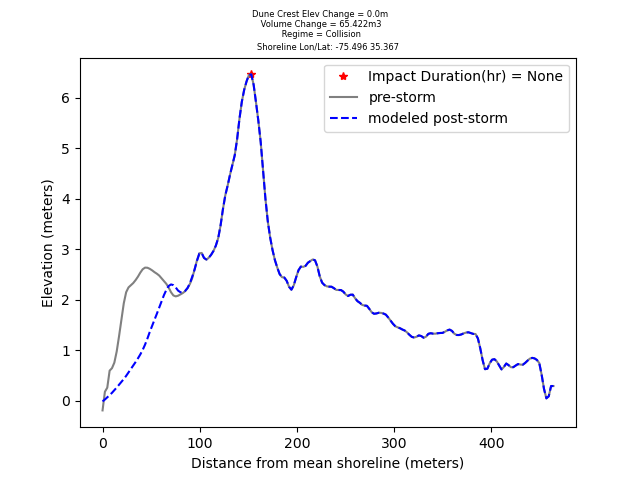 Dune Crest Elev Change = 0.0m
Volume Change = 65.422m3
Regime = Collision
Shoreline Lon/Lat: -75.496 35.367
Impact Duration(hr) = None
pre-storm
modeled post-storm
Elevation (meters)
6
5
4
3
2
1
0
0 100 200 300 400
Distance from mean shoreline (meters)